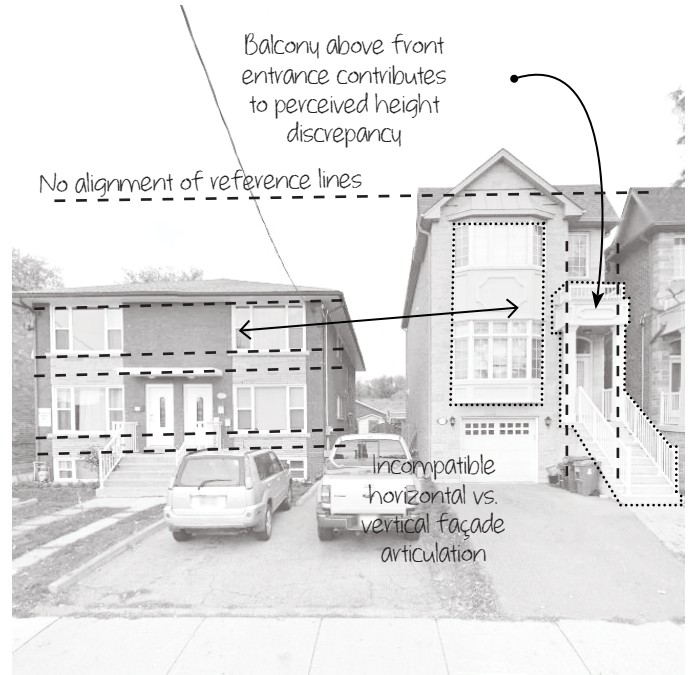 Balcony above front
entrance contributes
to perceived height
discrepancy
No alignment of reference lines
Incompatible
horizontal vs.
vertical façade
articulation